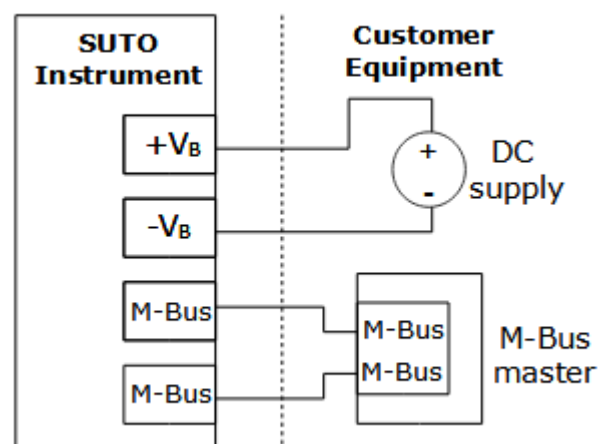 SUTO
Instrument
Customer
Equipment
+VB
+
-
DC
supply
-VB
M-Bus
M-Bus
M-Bus
M-Bus
M-Bus
master